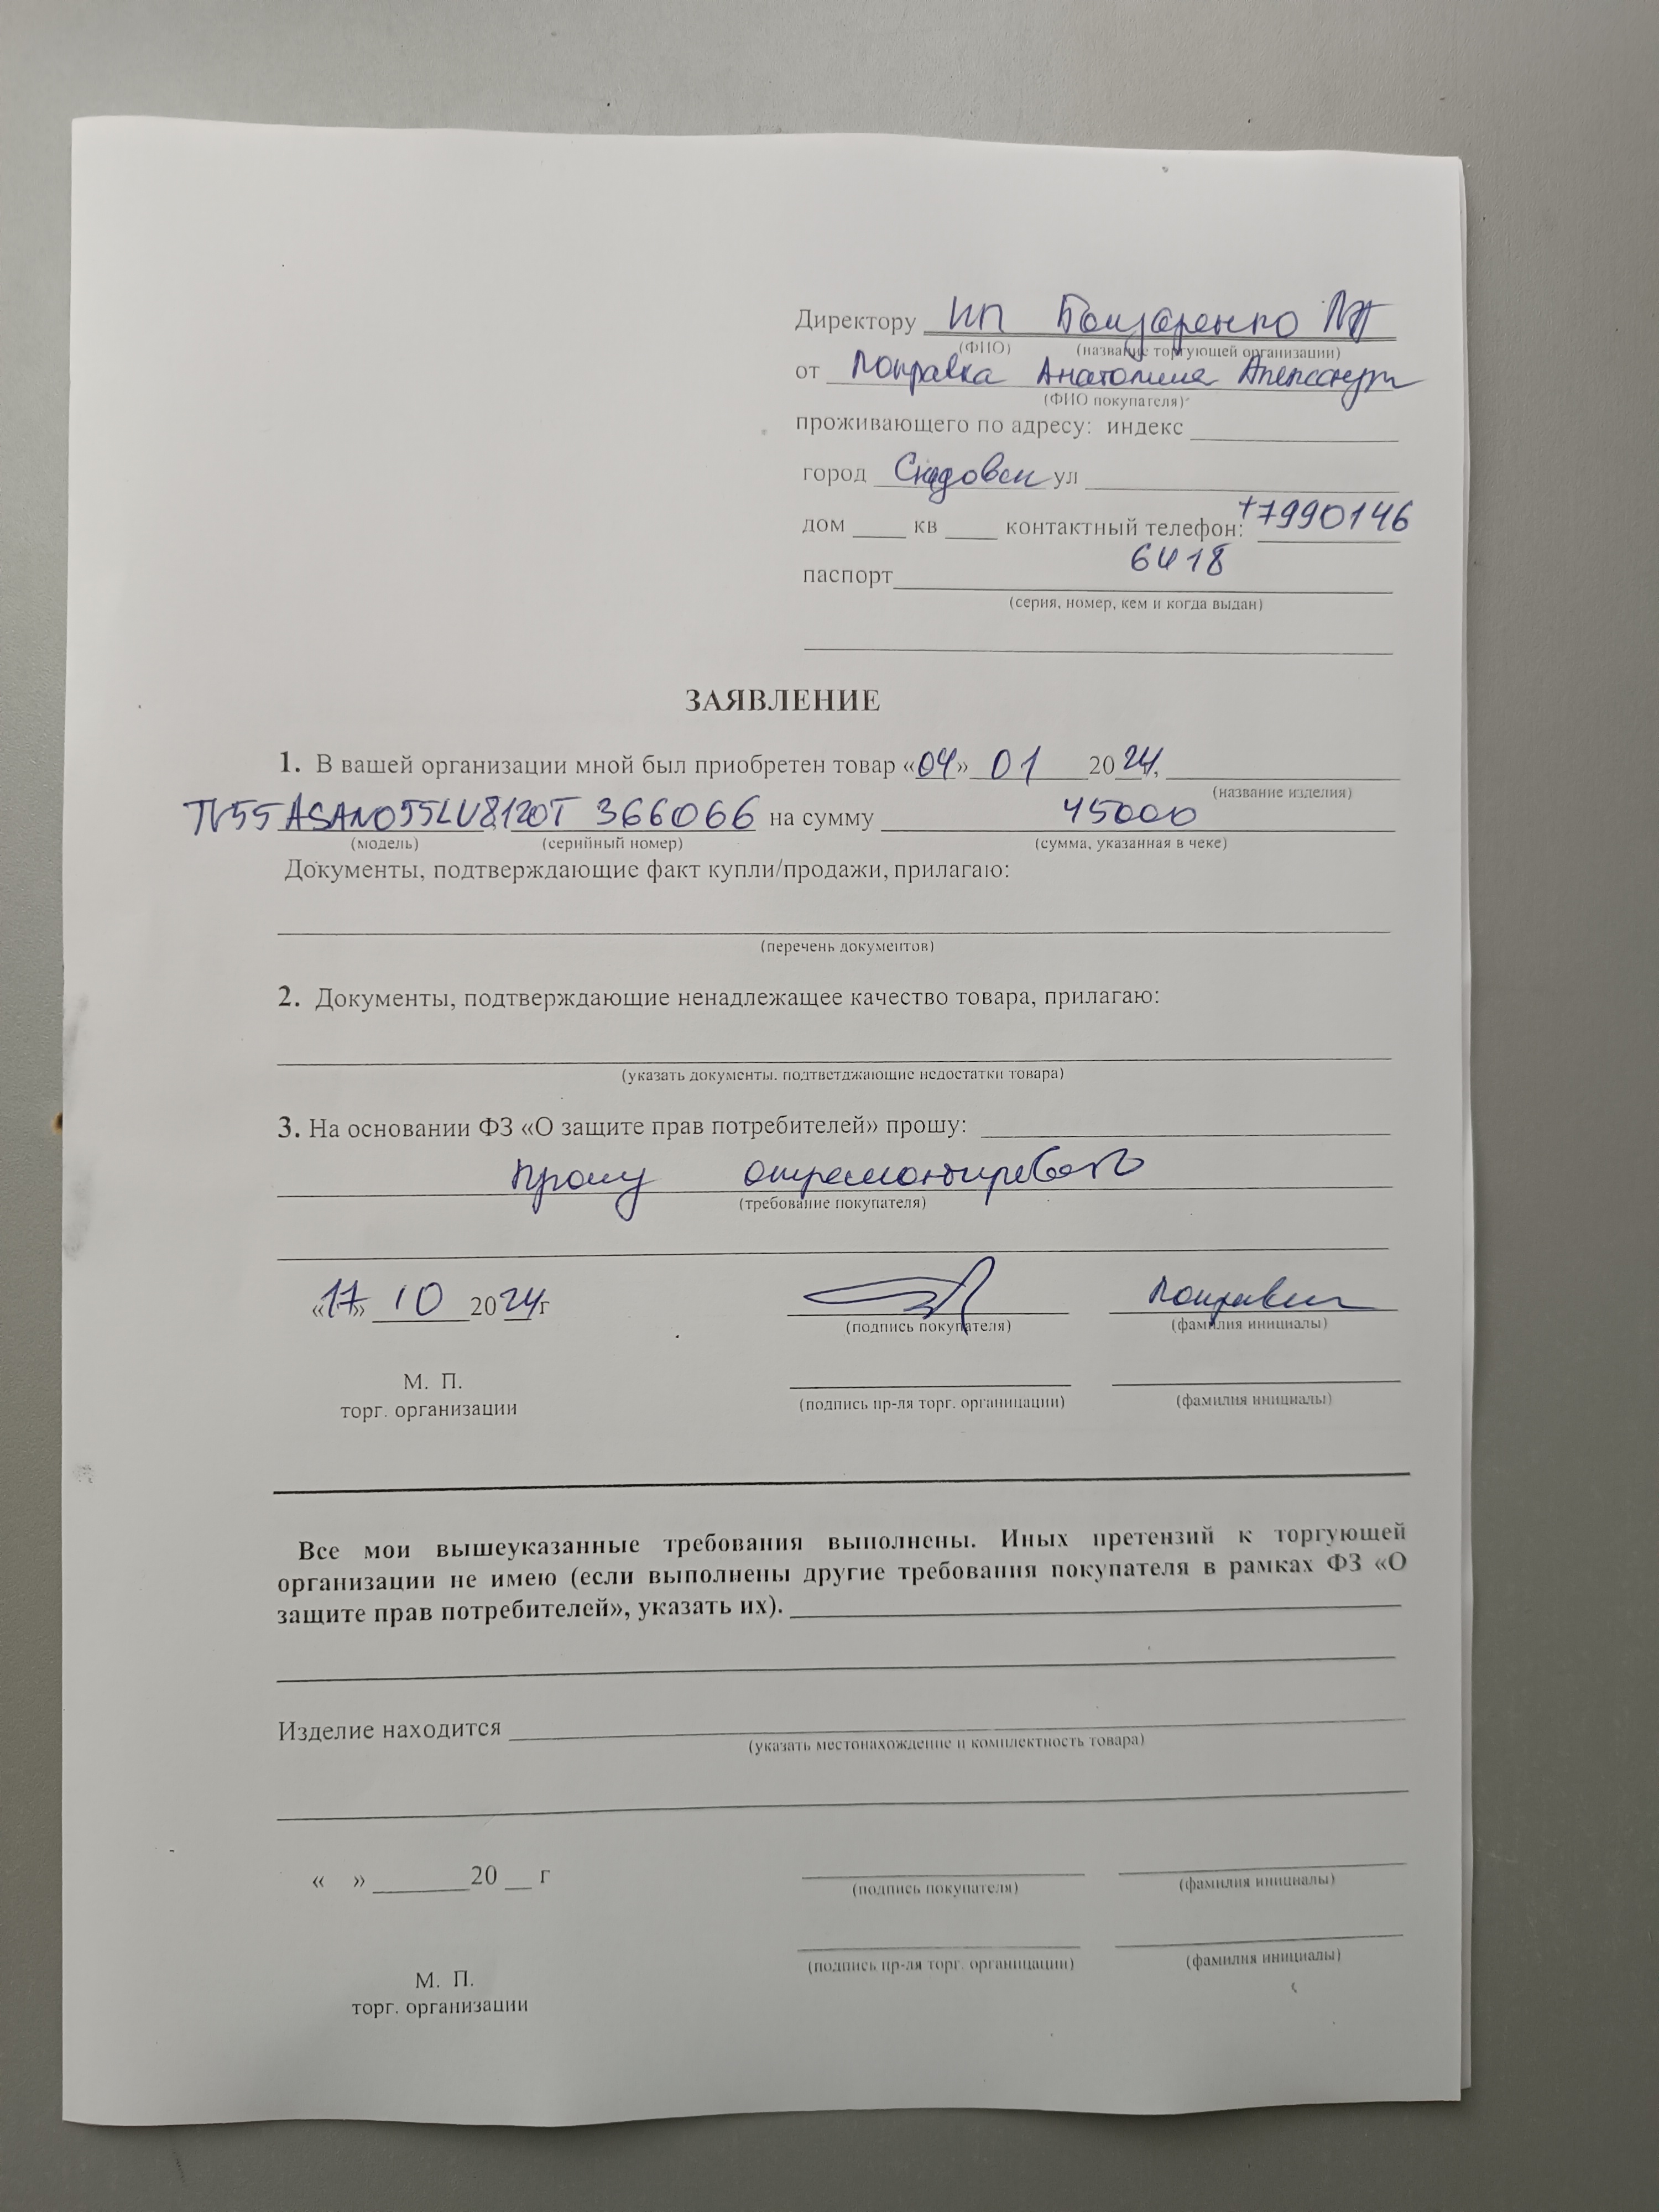 Директору ИП Бондаренко
(ФИО) (название торгующей организации)
от Поправка Анатолия
(ФИО покупателя)
проживающего по адресу: индекс
город Скадовск ул
+7990146
дом кв контактный телефон:
6418
паспорт
(серия, номер, кем и когда выдан)
ЗАЯВЛЕНИЕ
1. В вашей организации мной был приобретен товар «04» 01 2024,
(название изделия)
TV55 ASANO55LU8120T 366066 на сумму 45000
(модель) (серийный номер) (сумма, указанная в чеке)
Документы, подтверждающие факт купли/продажи, прилагаю:
(перечень документов)
2. Документы, подтверждающие ненадлежащее качество товара, прилагаю:
(указать документы. подтветджающие недостатки товара)
3. На основании ФЗ «О защите прав потребителей» прошу:
прошу отремонтировать
(требование покупателя)
«17» 10 2024г
(подпись покупателя) (фамилия инициалы)
М. П.
торг. организации
(подпись пр-ля торг. органицации) (фамилия инициалы)
Все мои вышеуказанные требования выполнены. Иных претензий к торгующей
организации не имею (если выполнены другие требования покупателя в рамках ФЗ «О
защите прав потребителей», указать их).
Изделие находится
(указать местонахождение и комплектность товара)
« » 20 г
(подпись покупателя) (фамилия инициалы)
(подпись пр-ля торг. органицации) (фамилия инициалы)
М. П.
торг. организации